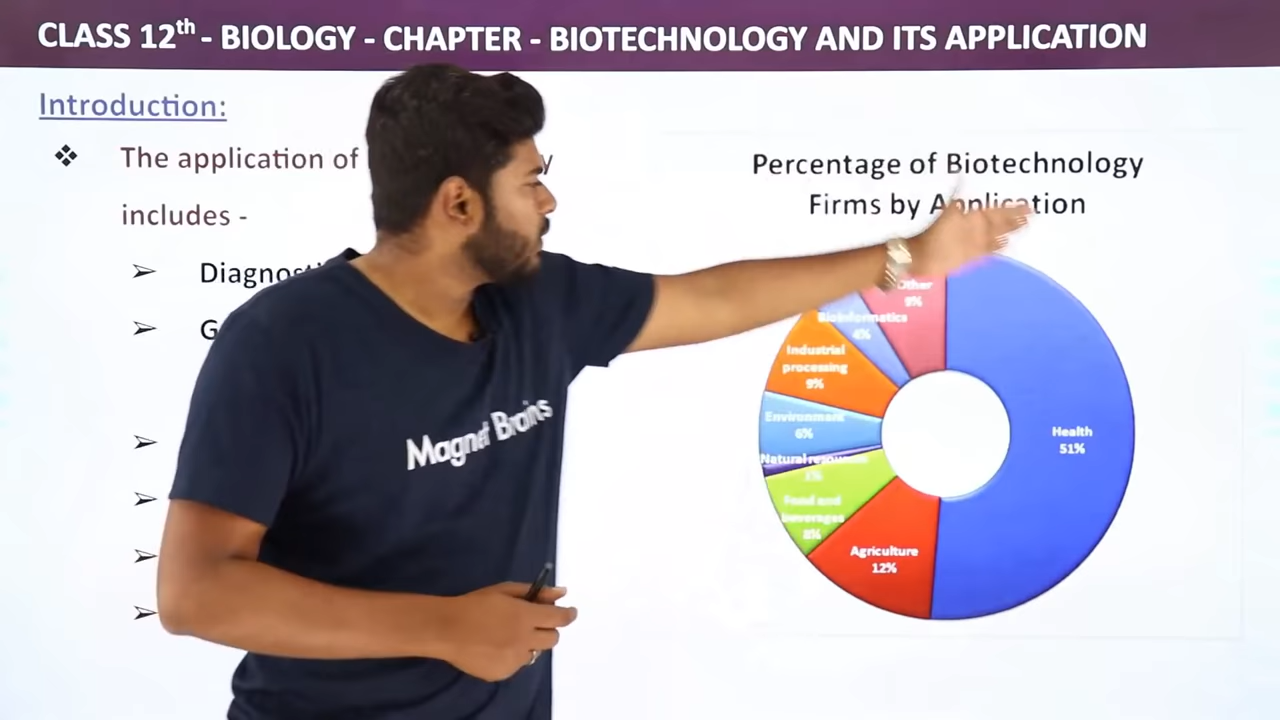 CLASS 12th - BIOLOGY - CHAPTER - BIOTECHNOLOGY AND ITS APPLICATION
Introduction:
❖ The application of
includes -
➢
➢
➢
➢
➢
➢
Magnet Brains
Percentage of Biotechnology
Firms by Application
Other
9%
Bioinformatics
4%
Industrial
processing
9%
Environment
6%
Natural
Food and
beverages
8%
Agriculture
12%
Health
51%